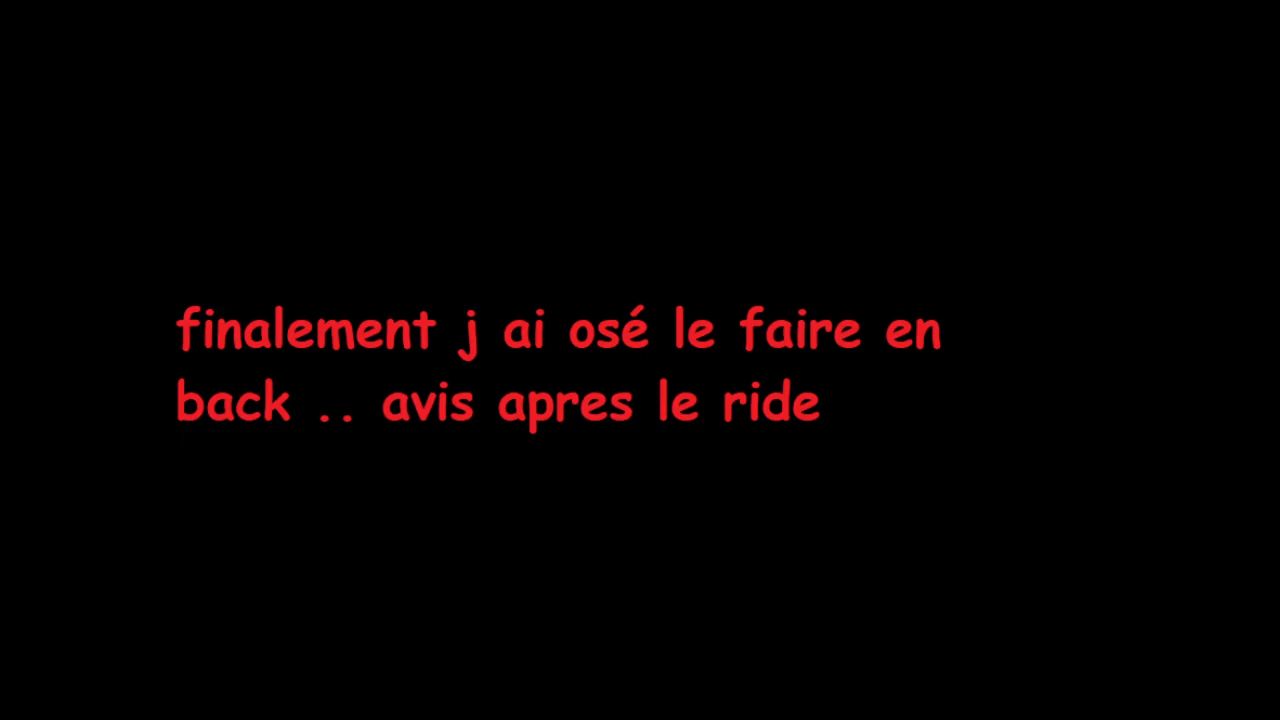 finalement j ai osé le faire en
back .. avis apres le ride